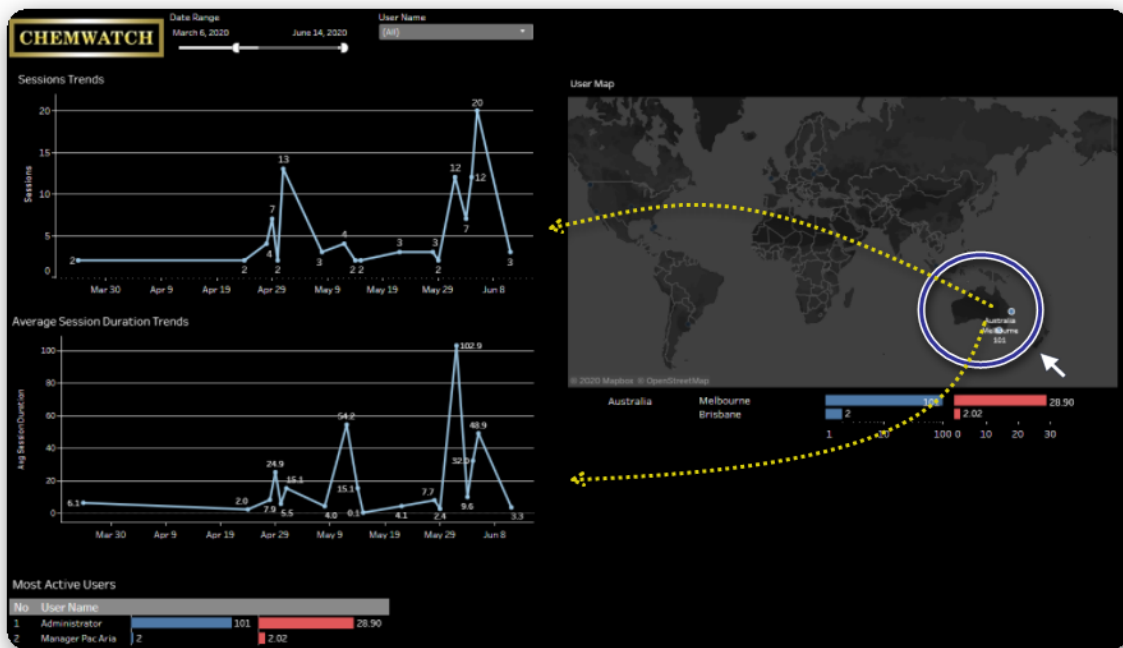 CHEMWATCH
Date Range
March 6, 2020 June 14, 2020
User Name
(All)
Sessions Trends
Sessions
20
15
10
5
0
2
2
4
7
2
13
3
4
2 2
3
3
2
12
7
12
20
3
Mar 30 Apr 9 Apr 19 Apr 29 May 9 May 19 May 29 Jun 8
Average Session Duration Trends
Avg Session Duration
100
80
60
40
20
0
6.1
2.0
7.9
24.9
5.5
15.1
4.0
54.2
15.1
0.1
4.1
7.7
2.4
102.9
9.6
48.9
3.3
Mar 30 Apr 9 Apr 19 Apr 29 May 9 May 19 May 29 Jun 8
Most Active Users
No User Name
1 Administrator 101 28.90
2 Manager Pac Aria 2 2.02
User Map
Australia
Melbourne
101
© 2020 Mapbox © OpenStreetMap
Australia Melbourne 101 28.90
Brisbane 2 2.02
1 10 100 0 10 20 30